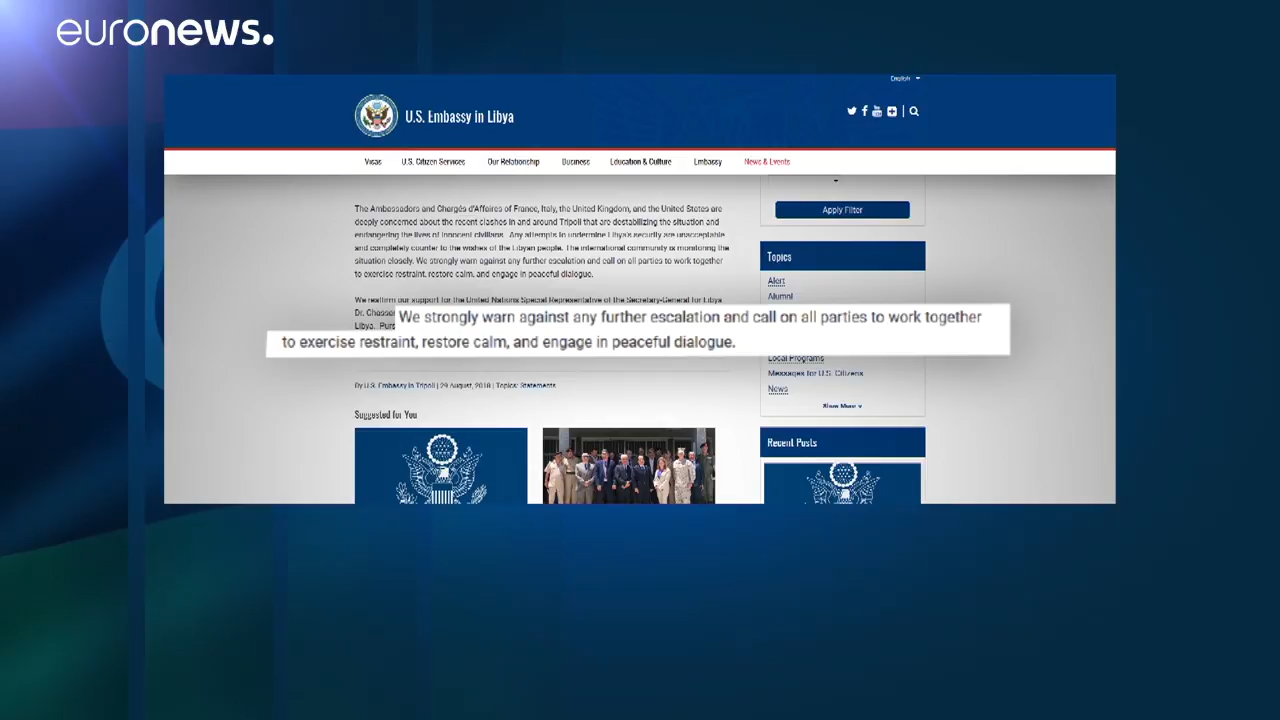 euronews.
English
U.S. Embassy in Libya
Visas U.S. Citizen Services Our Relationship Business Education & Culture Embassy News & Events
The Ambassadors and Chargés d'Affaires of France, Italy, the United Kingdom, and the United States are
deeply concerned about the recent clashes in and around Tripoli that are destabilizing the situation and
endangering the lives of innocent civilians. Any attempts to undermine Libya's security are unacceptable
and completely counter to the wishes of the Libyan people. The international community is monitoring the
situation closely. We strongly warn against any further escalation and call on all parties to work together
to exercise restraint, restore calm, and engage in peaceful dialogue.
We reaffirm our support for the United Nations Special Representative of the Secretary-General for Libya
Dr.
Libya.
We strongly warn against any further escalation and call on all parties to work together
to exercise restraint, restore calm, and engage in peaceful dialogue.
By U.S. Embassy in Tripoli | 29 August, 2018 | Topics: Statements
Suggested for You
Apply Filter
Topics
Alert
Alumni
Local Programs
Messages for U.S. Citizens
News
Show More
Recent Posts